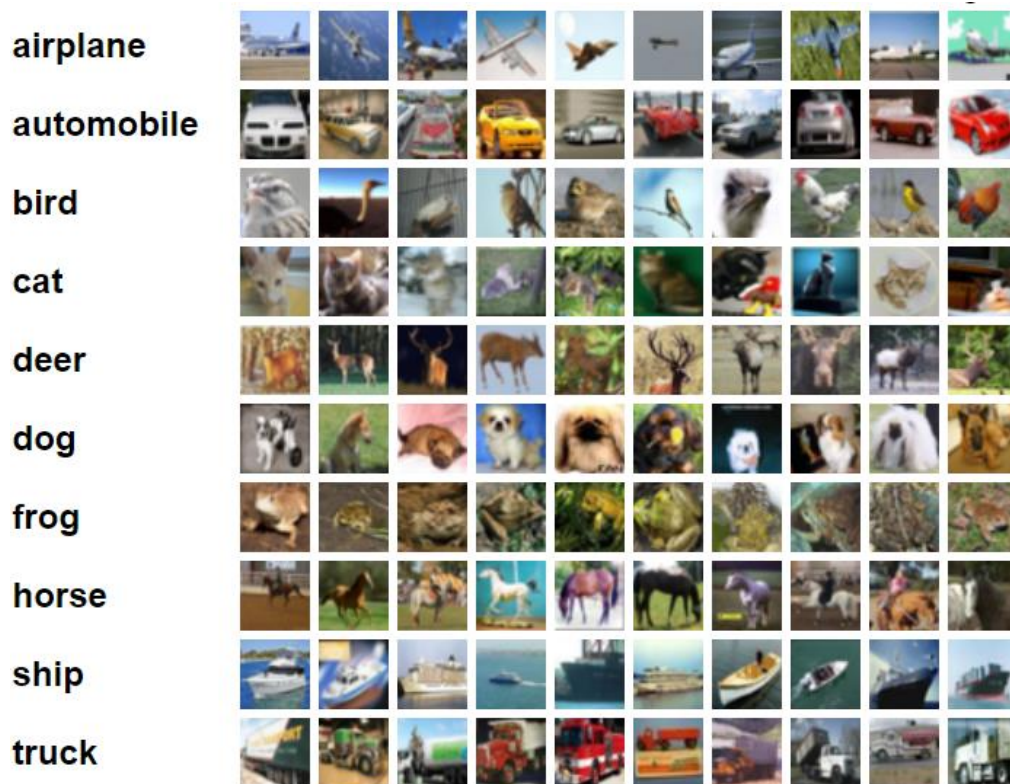 airplane
automobile
bird
cat
deer
dog
frog
horse
ship
truck